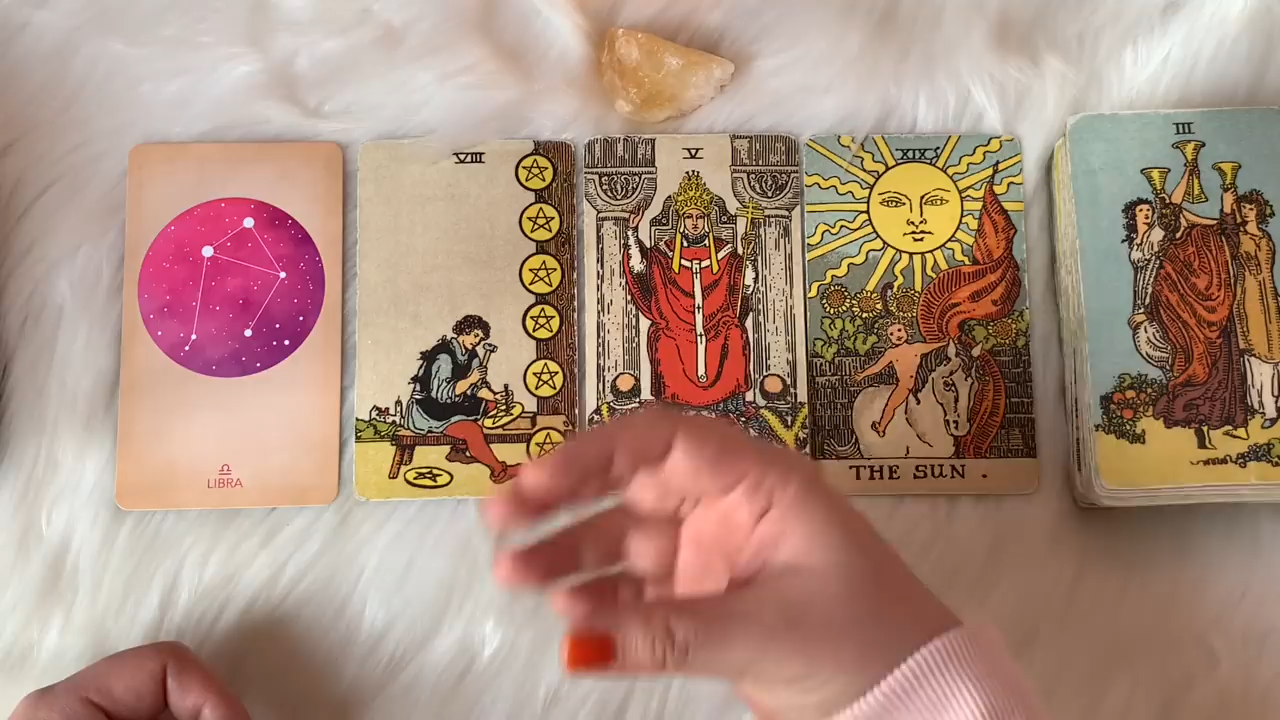 ♎
LIBRA
VIII
V
XIX
THE SUN .
III